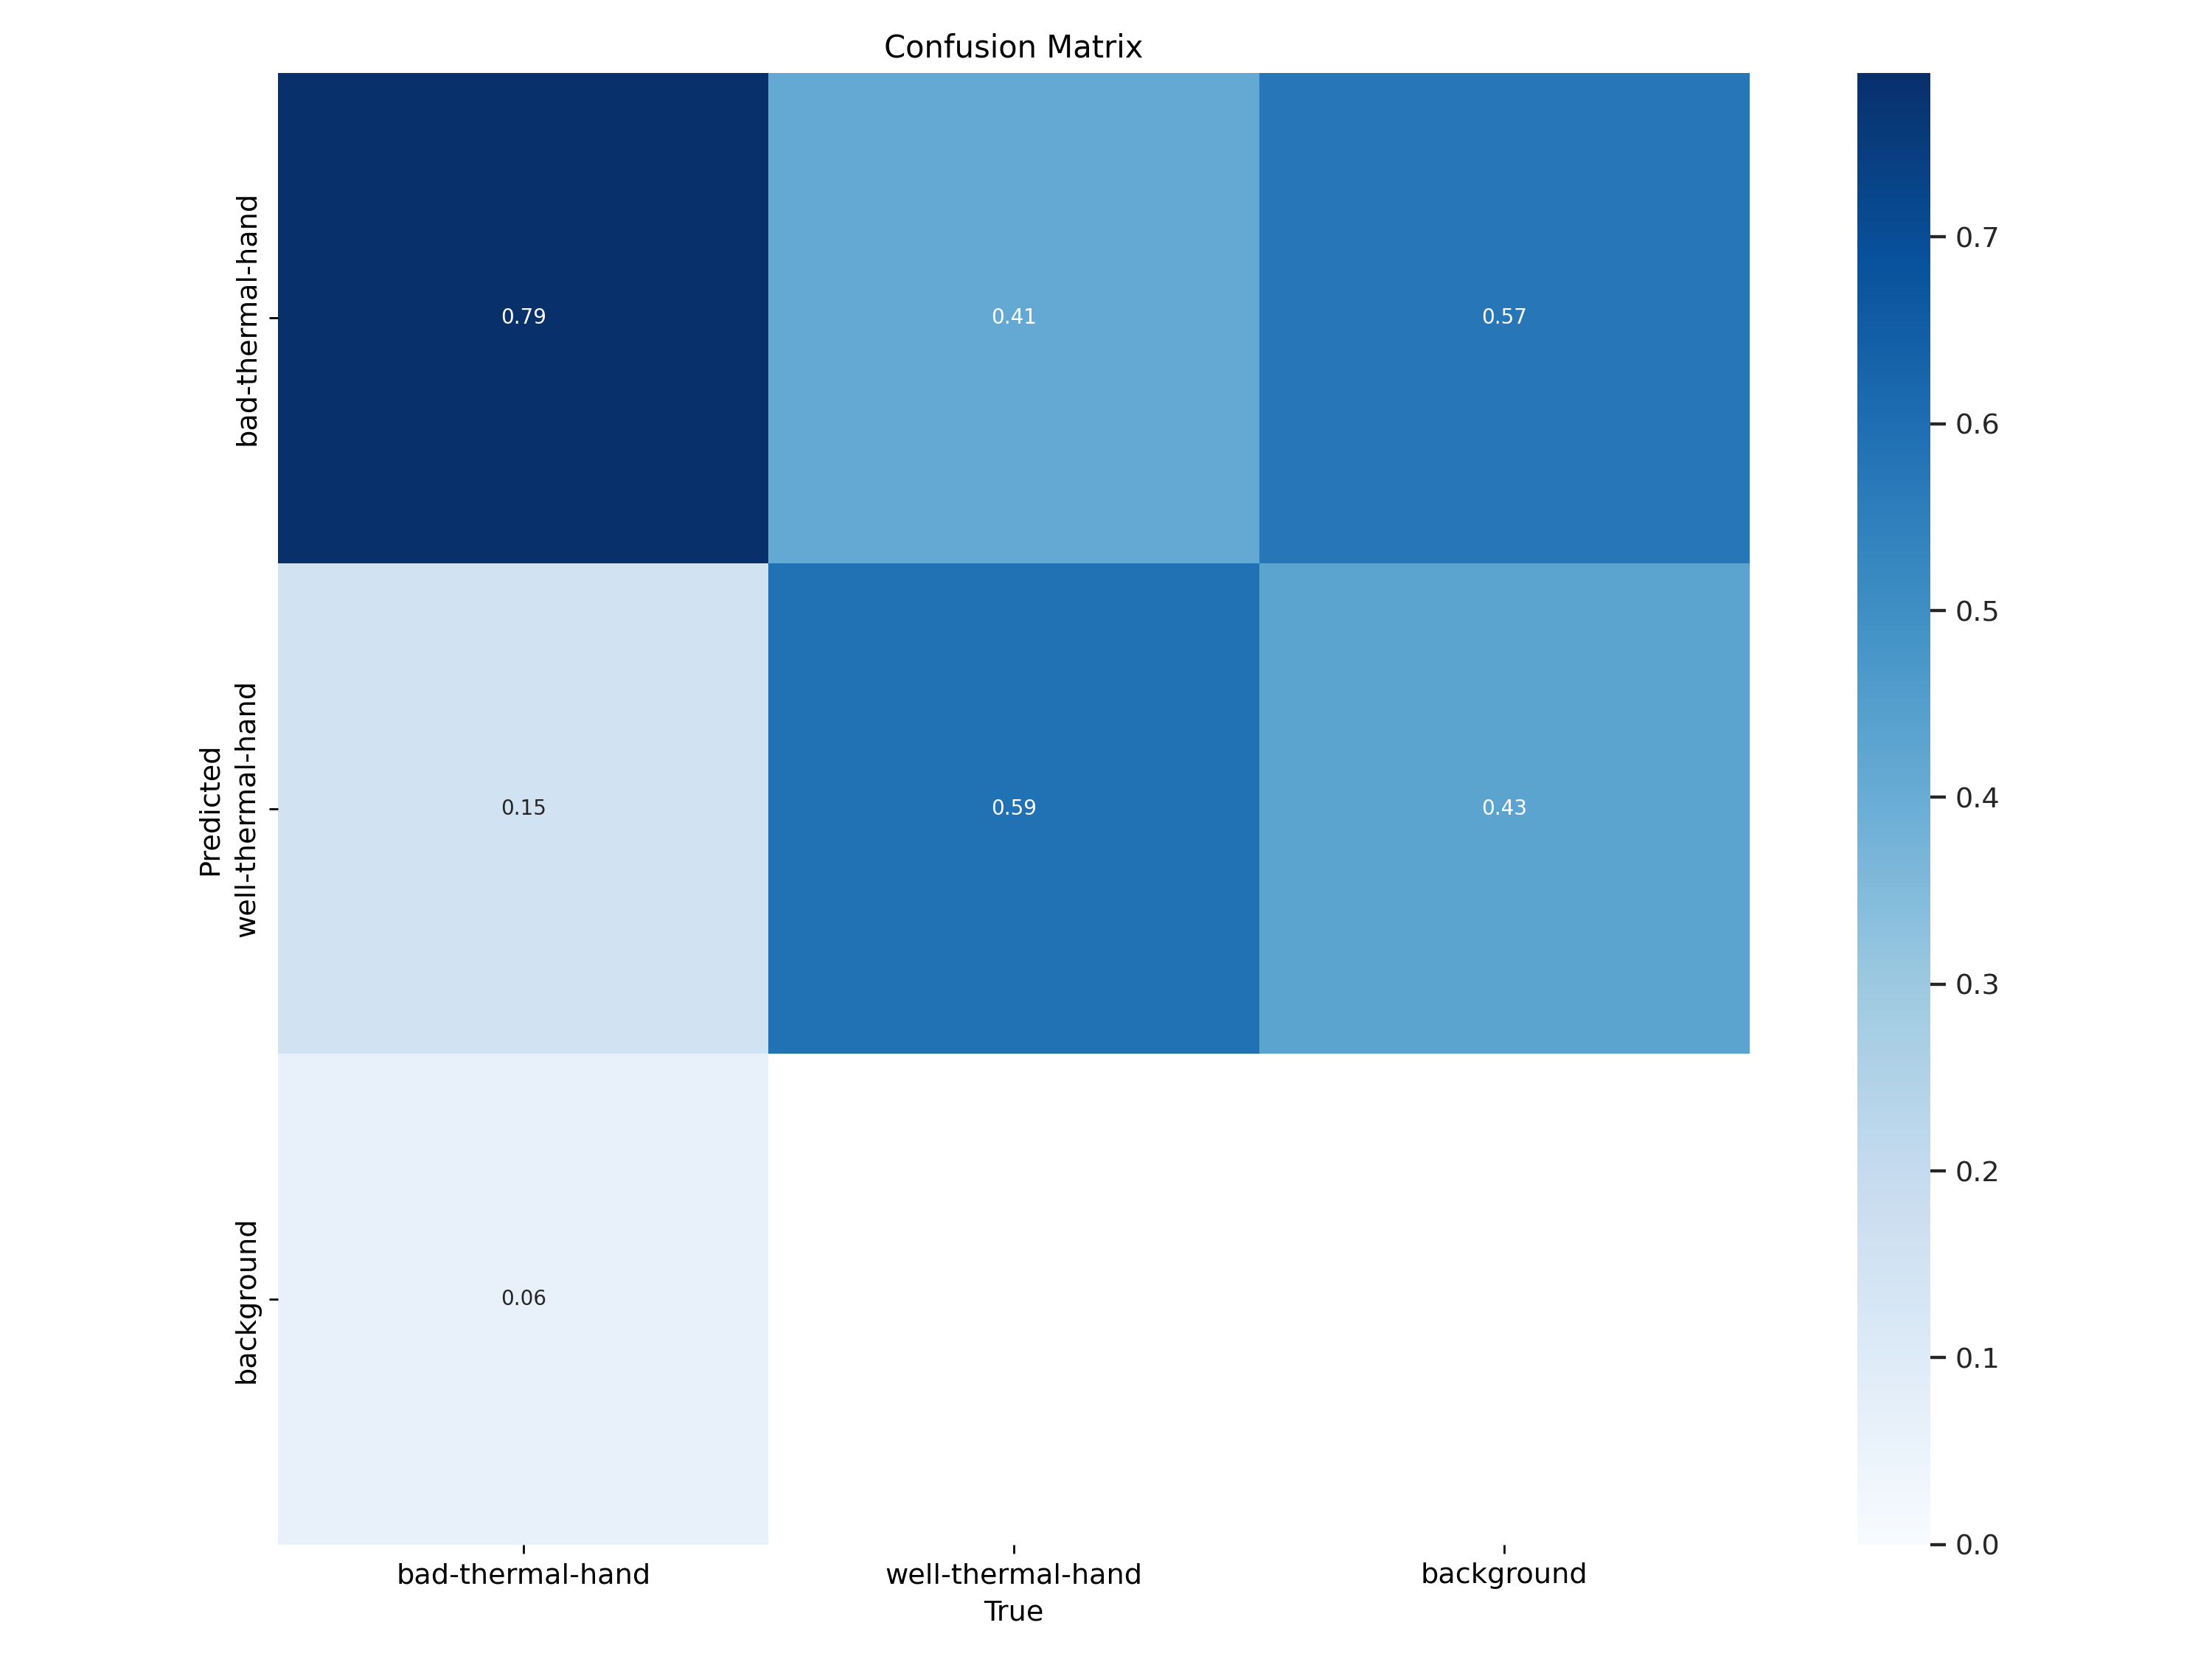 Confusion Matrix
bad-thermal-hand
0.79
0.41
0.57
0.7
0.6
0.5
Predicted
well-thermal-hand
0.15
0.59
0.43
0.4
0.3
0.2
background
0.06
0.1
0.0
bad-thermal-hand
well-thermal-hand
background
True